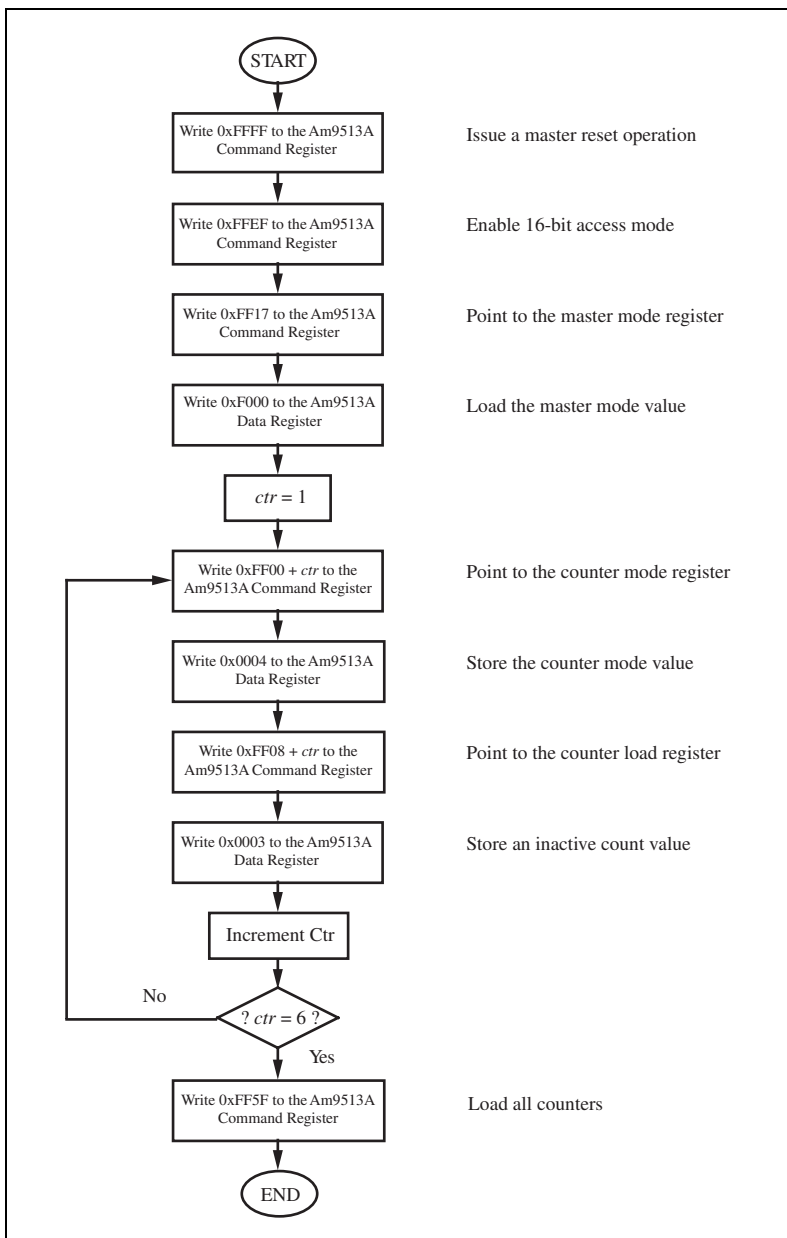 START
Write 0xFFFF to the Am9513A
Command Register
Issue a master reset operation
Write 0xFFEF to the Am9513A
Command Register
Enable 16-bit access mode
Write 0xFF17 to the Am9513A
Command Register
Point to the master mode register
Write 0xF000 to the Am9513A
Data Register
Load the master mode value
ctr = 1
Write 0xFF00 + ctr to the
Am9513A Command Register
Point to the counter mode register
Write 0x0004 to the Am9513A
Data Register
Store the counter mode value
Write 0xFF08 + ctr to the
Am9513A Command Register
Point to the counter load register
Write 0x0003 to the Am9513A
Data Register
Store an inactive count value
Increment Ctr
No
? ctr = 6 ?
Yes
Write 0xFF5F to the Am9513A
Command Register
Load all counters
END